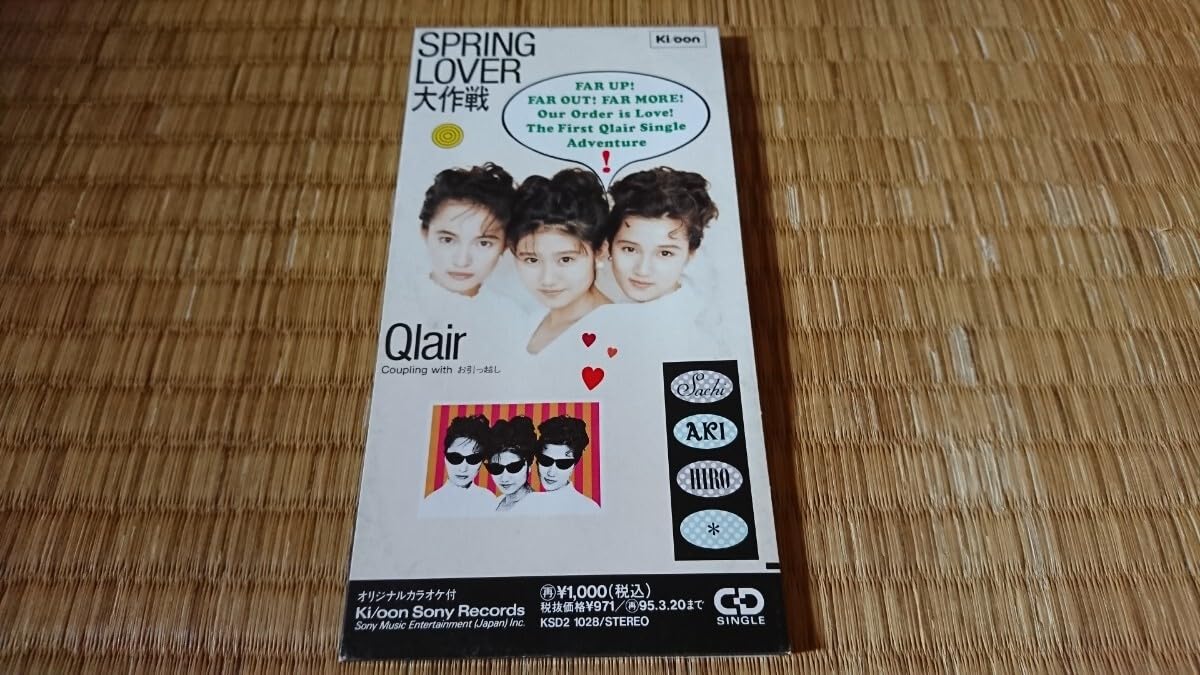 SPRING
LOVER
大作戦
Ki/oon
FAR UP!
FAR OUT! FAR MORE!
Our Order is Love!
The First Qlair Single
Adventure
!
Qlair
Coupling with お引っ越し
Sachi
AKI
HIRO
*
オリジナルカラオケ付
Ki/oon Sony Records
Sony Music Entertainment (Japan) Inc.
再¥1,000(税込)
税抜価格¥971/再95.3.20まで
KSD2 1028/STEREO
CD
SINGLE